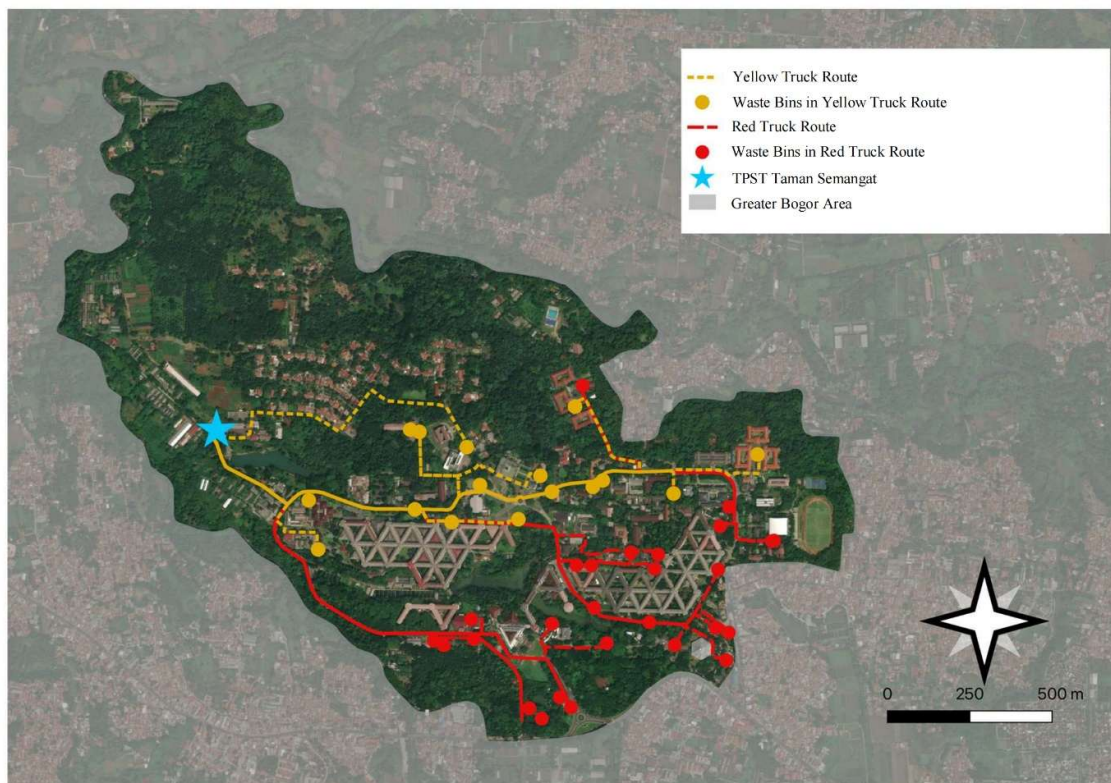 Yellow Truck Route
Waste Bins in Yellow Truck Route
Red Truck Route
Waste Bins in Red Truck Route
TPST Taman Semangat
Greater Bogor Area
0 250 500 m